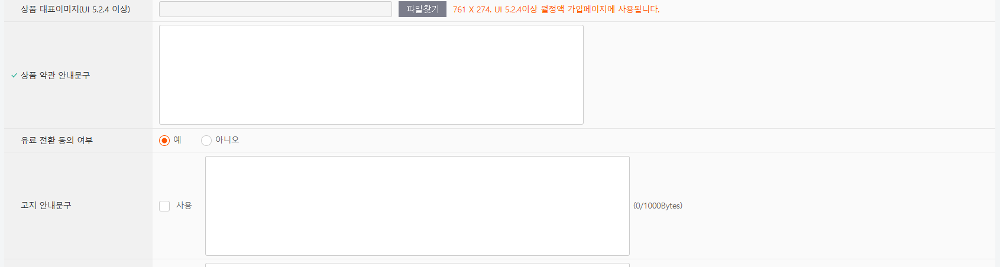 상품 대표이미지(UI 5.2.4 이상) 파일찾기 761 X 274. UI 5.2.4이상 월정액 가입페이지에 사용됩니다.
상품 약관 안내문구
유료 전환 동의 여부 예 아니오
고지 안내문구 사용 (0/1000Bytes)